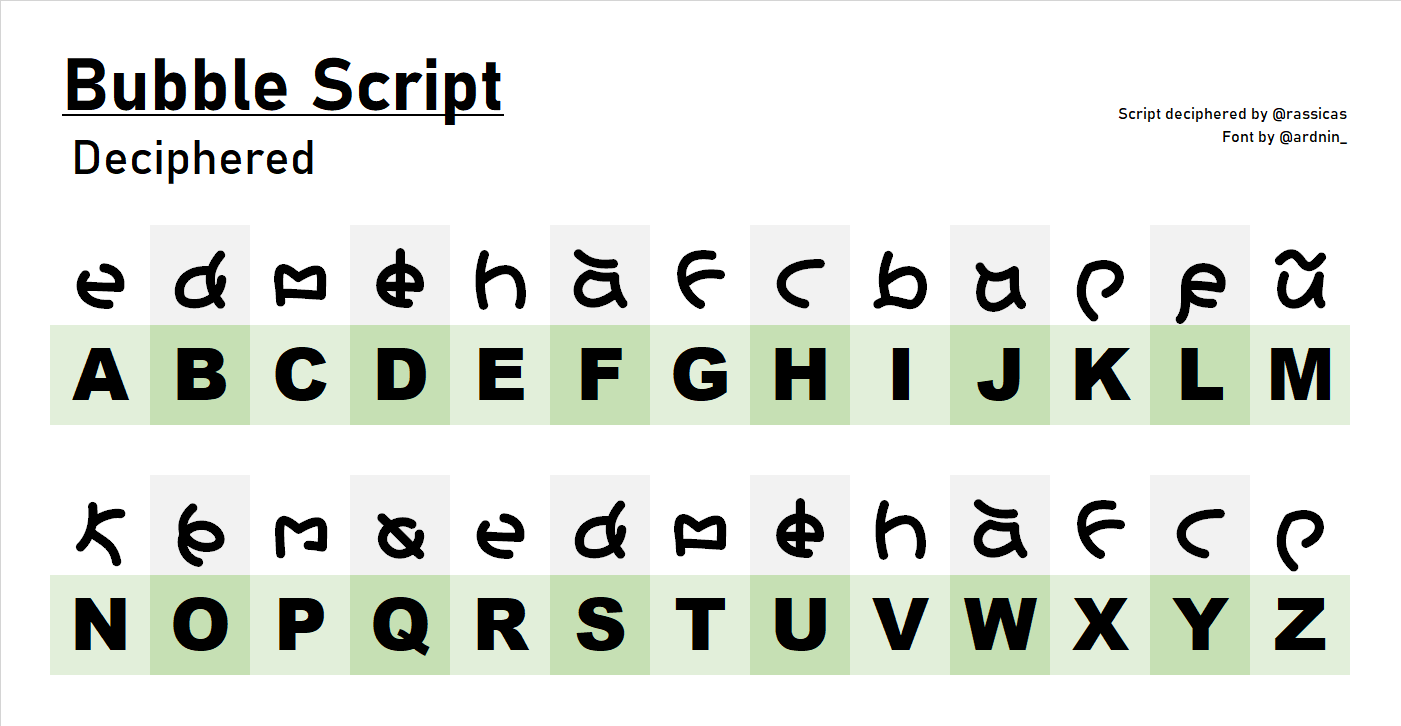 Bubble Script
Deciphered
Script deciphered by @rassicas
Font by @ardnin_
A B C D E F G H I J K L M
N O P Q R S T U V W X Y Z